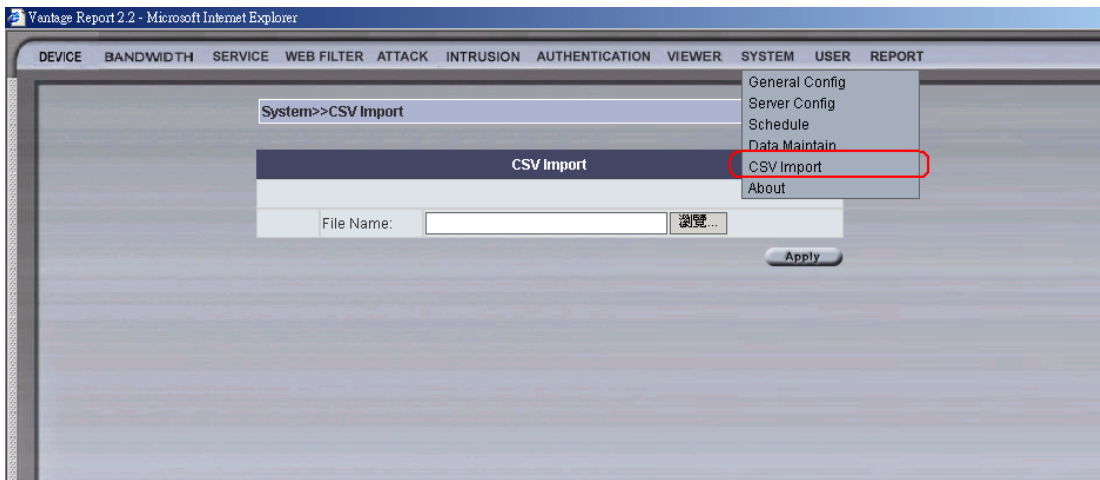 Vantage Report 2.2 - Microsoft Internet Explorer
DEVICE BANDWIDTH SERVICE WEB FILTER ATTACK INTRUSION AUTHENTICATION VIEWER SYSTEM USER REPORT
General Config
Server Config
Schedule
Data Maintain
CSV Import
About
System>>CSV Import
CSV Import
File Name:
瀏覽...
Apply